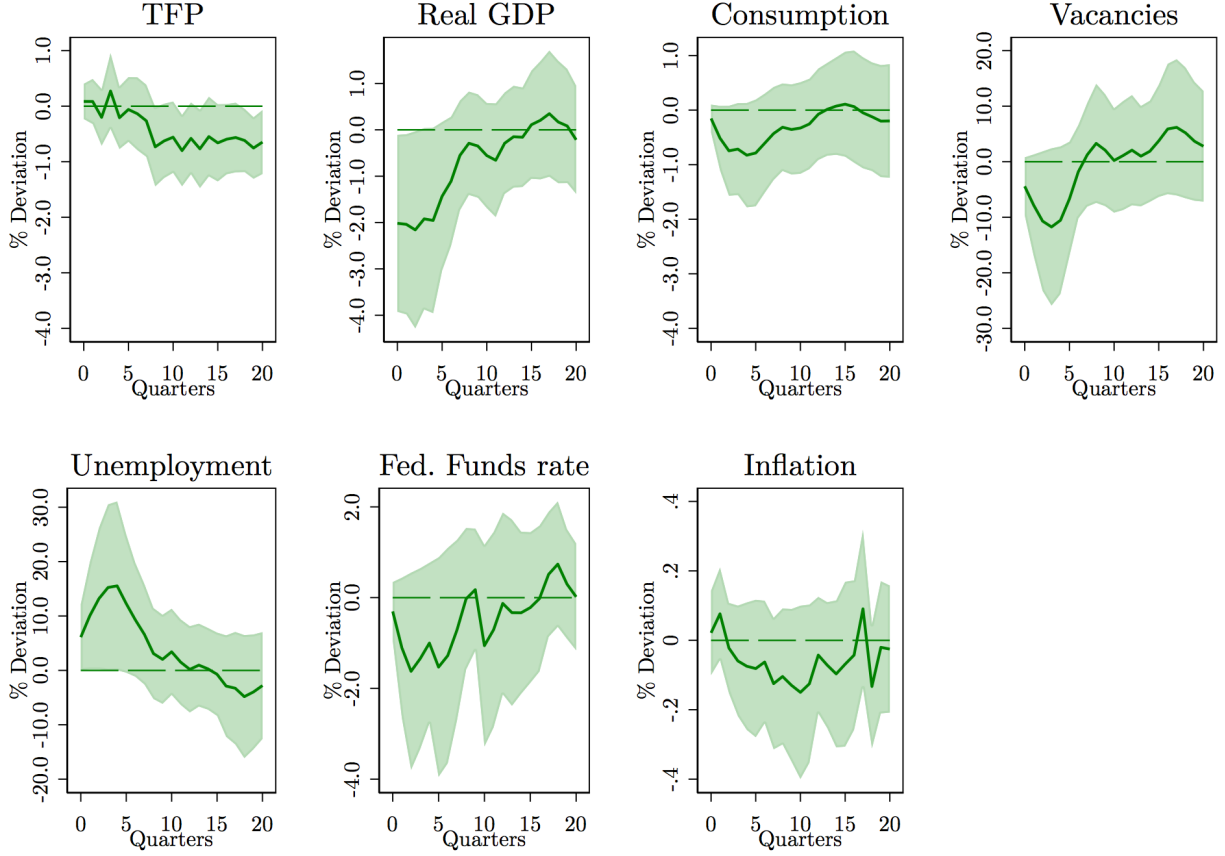 TFP
Real GDP
Consumption
Vacancies
% Deviation
1.0
0.0
-1.0
-2.0
-3.0
-4.0
0 5 10 15 20
Quarters
% Deviation
1.0
0.0
-1.0
-2.0
-3.0
-4.0
0 5 10 15 20
Quarters
% Deviation
1.0
0.0
-1.0
-2.0
-3.0
-4.0
0 5 10 15 20
Quarters
% Deviation
20.0
10.0
0.0
-10.0
-20.0
-30.0
0 5 10 15 20
Quarters
Unemployment
Fed. Funds rate
Inflation
% Deviation
30.0
20.0
10.0
0.0
-10.0
-20.0
0 5 10 15 20
Quarters
% Deviation
2.0
0.0
-2.0
-4.0
0 5 10 15 20
Quarters
% Deviation
.4
.2
0
-.2
-.4
0 5 10 15 20
Quarters